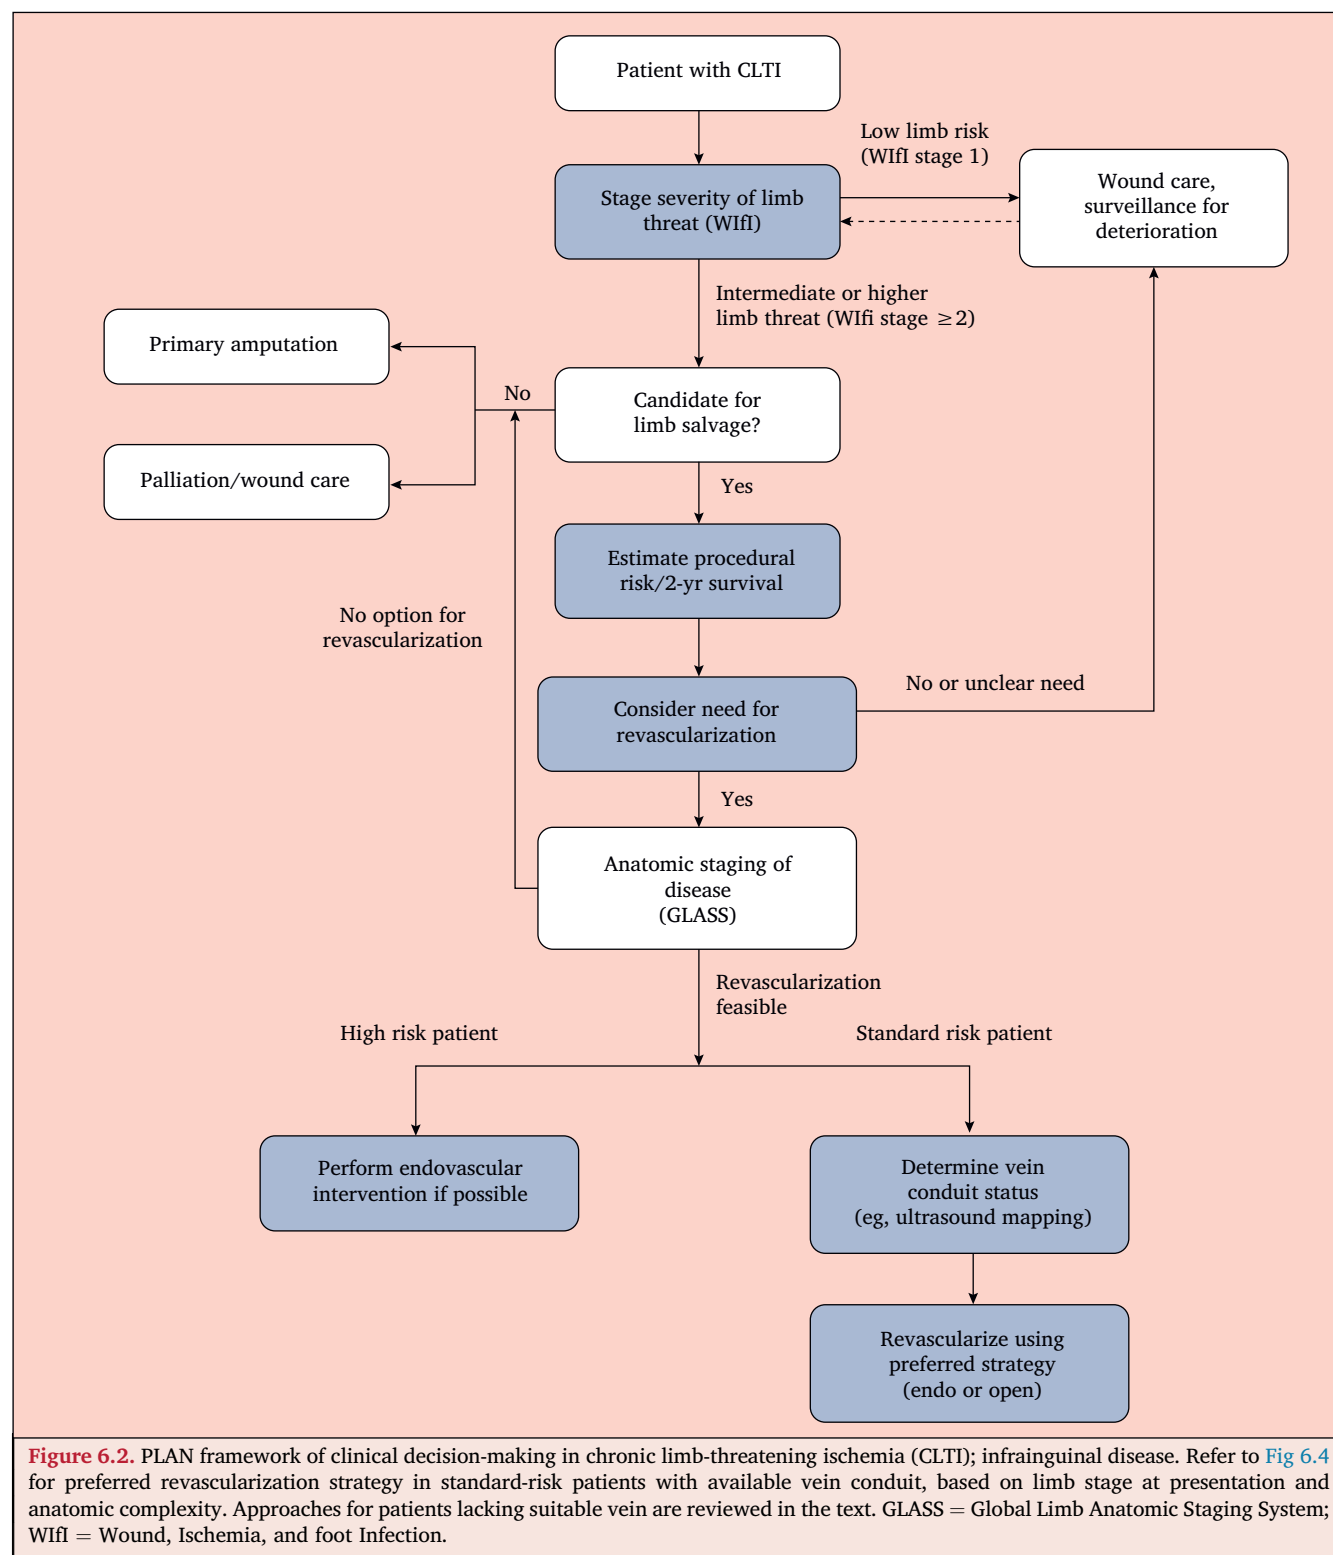 Patient with CLTI
Low limb risk
(WIfI stage 1)
Stage severity of limb
threat (WIfI)
Wound care,
surveillance for
deterioration
Intermediate or higher
limb threat (WIfi stage ≥2)
Primary amputation
No
Candidate for
limb salvage?
Palliation/wound care
Yes
Estimate procedural
risk/2-yr survival
No option for
revascularization
No or unclear need
Consider need for
revascularization
Yes
Anatomic staging of
disease
(GLASS)
Revascularization
feasible
High risk patient
Standard risk patient
Perform endovascular
intervention if possible
Determine vein
conduit status
(eg, ultrasound mapping)
Revascularize using
preferred strategy
(endo or open)
Figure 6.2. PLAN framework of clinical decision-making in chronic limb-threatening ischemia (CLTI); infrainguinal disease. Refer to Fig 6.4
for preferred revascularization strategy in standard-risk patients with available vein conduit, based on limb stage at presentation and
anatomic complexity. Approaches for patients lacking suitable vein are reviewed in the text. GLASS = Global Limb Anatomic Staging System;
WIfI = Wound, Ischemia, and foot Infection.